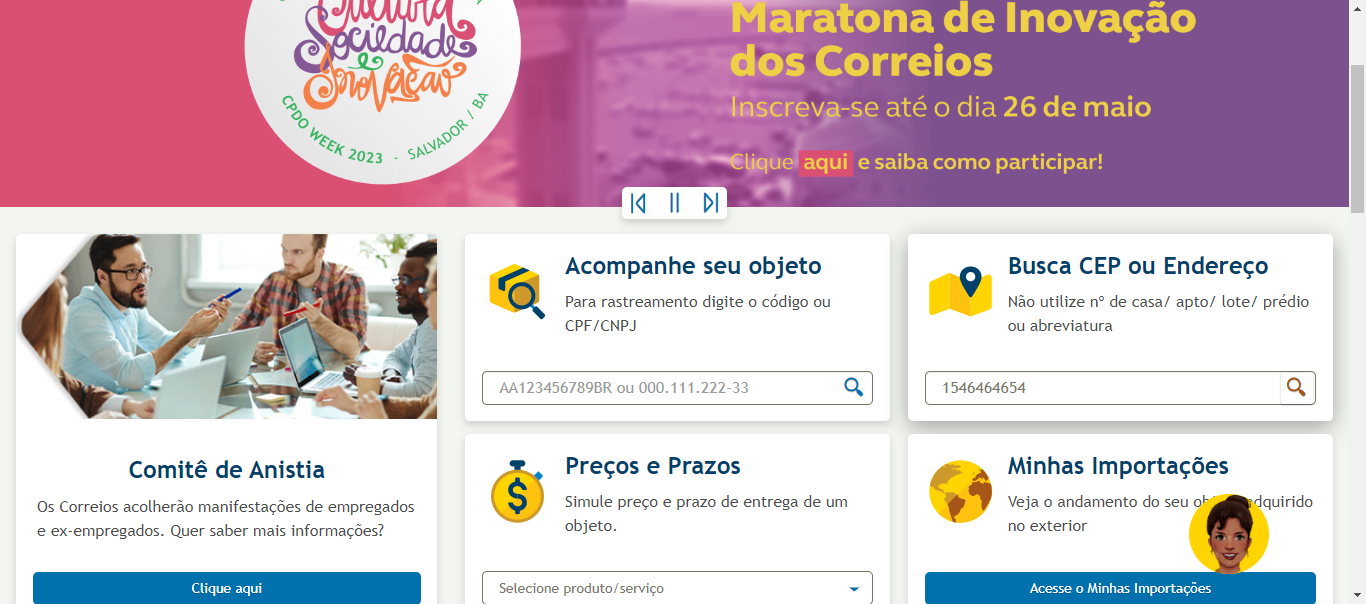 Cultura
Sociedade
e
Inovação
CPDO WEEK 2023 - SALVADOR / BA
Maratona de Inovação
dos Correios
Inscreva-se até o dia 26 de maio
Clique aqui e saiba como participar!
Comitê de Anistia
Os Correios acolherão manifestações de empregados
e ex-empregados. Quer saber mais informações?
Clique aqui
Acompanhe seu objeto
Para rastreamento digite o código ou
CPF/CNPJ
AA123456789BR ou 000.111.222-33
Preços e Prazos
Simule preço e prazo de entrega de um
objeto.
Selecione produto/serviço
Busca CEP ou Endereço
Não utilize nº de casa/ apto/ lote/ prédio
ou abreviatura
1546464654
Minhas Importações
Veja o andamento do seu adquirido
no exterior
Acesse o Minhas Importações